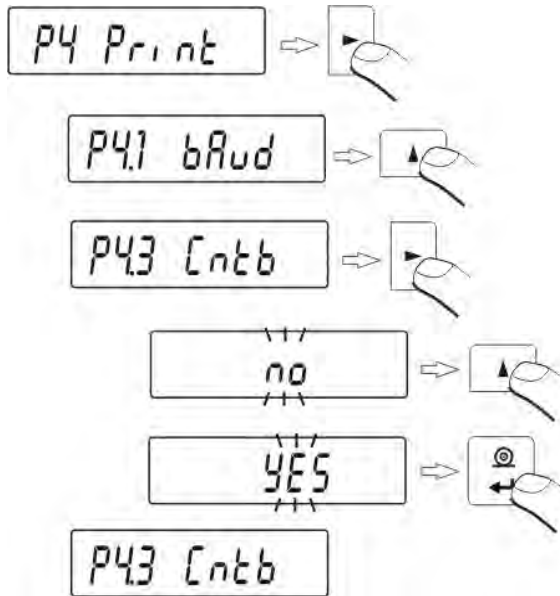 P4 Print
P4.1 bAud
P4.3 Cntb
no
YES
P4.3 Cntb